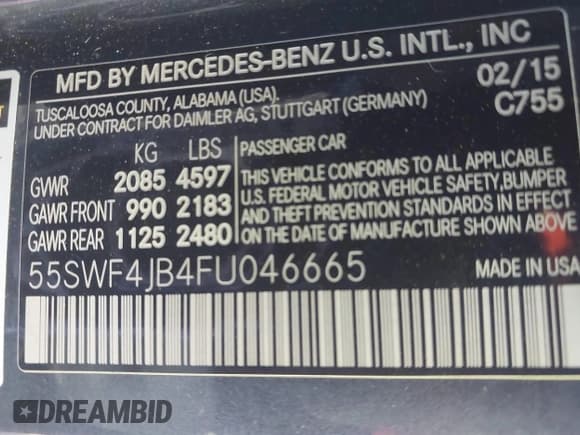 MFD BY MERCEDES-BENZ U.S. INTL., INC
TUSCALOOSA COUNTY, ALABAMA (USA).
UNDER CONTRACT FOR DAIMLER AG, STUTTGART (GERMANY)
02/15
C755
KG LBS
GVWR 2085 4597
GAWR FRONT 990 2183
GAWR REAR 1125 2480
PASSENGER CAR
THIS VEHICLE CONFORMS TO ALL APPLICABLE
U.S. FEDERAL MOTOR VEHICLE SAFETY, BUMPER
AND THEFT PREVENTION STANDARDS IN EFFECT
ON THE DATE OF MANUFACTURE SHOWN ABOVE.
55SWF4JB4FU046665
MADE IN USA
DREAMBID